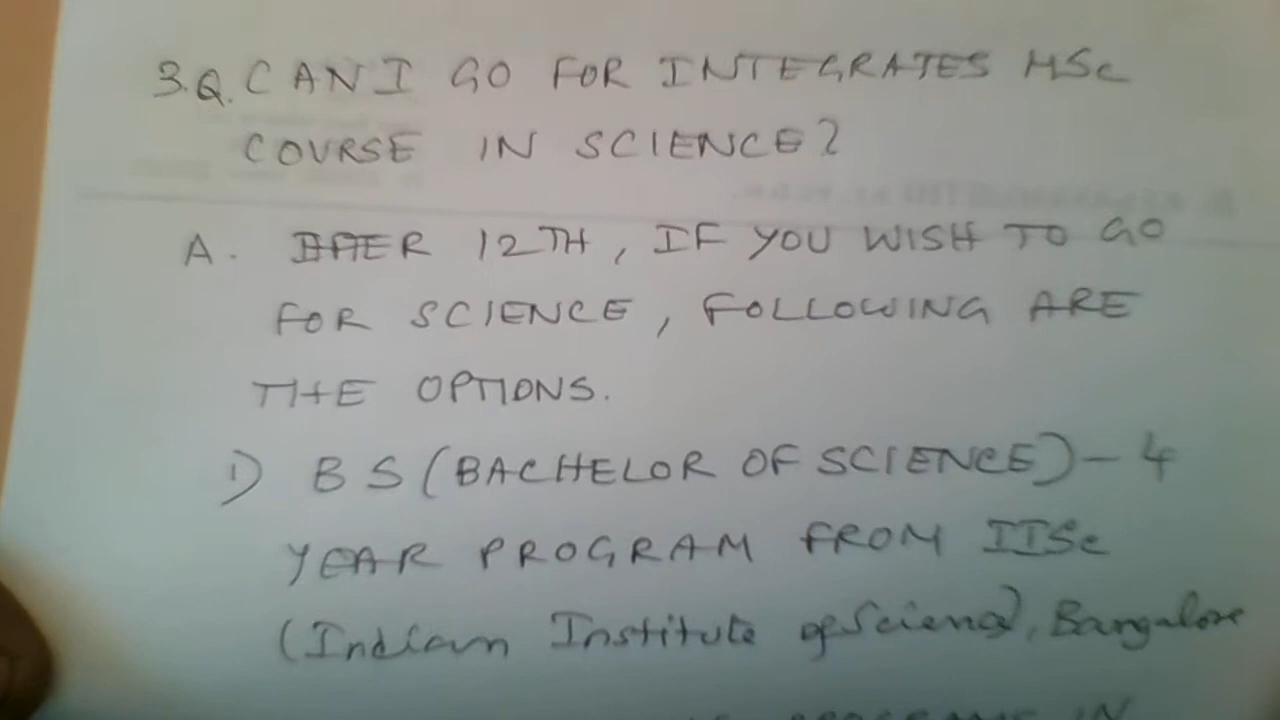 3.Q. CAN I GO FOR INTEGRATES MSc
COURSE IN SCIENCE?
A. AFTER 12TH, IF YOU WISH TO GO
FOR SCIENCE, FOLLOWING ARE
THE OPTIONS.
1) BS (BACHELOR OF SCIENCE) - 4
YEAR PROGRAM FROM IISc
(Indian Institute of Science), Bangalore